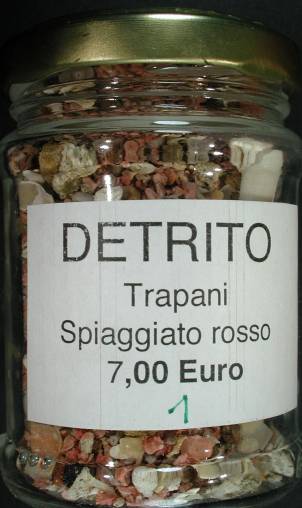 DETRITO
Trapani
Spiaggiato rosso
7,00 Euro
1